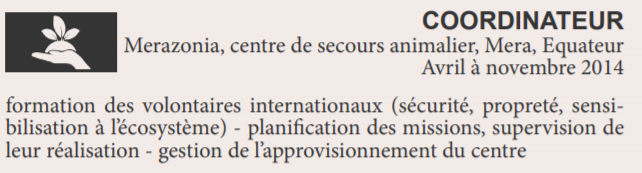 COORDINATEUR
Merazonia, centre de secours animalier, Mera, Equateur
Avril à novembre 2014
formation des volontaires internationaux (sécurité, propreté, sensi-
bilisation à l'écosystème) - planification des missions, supervision de
leur réalisation - gestion de l'approvisionnement du centre